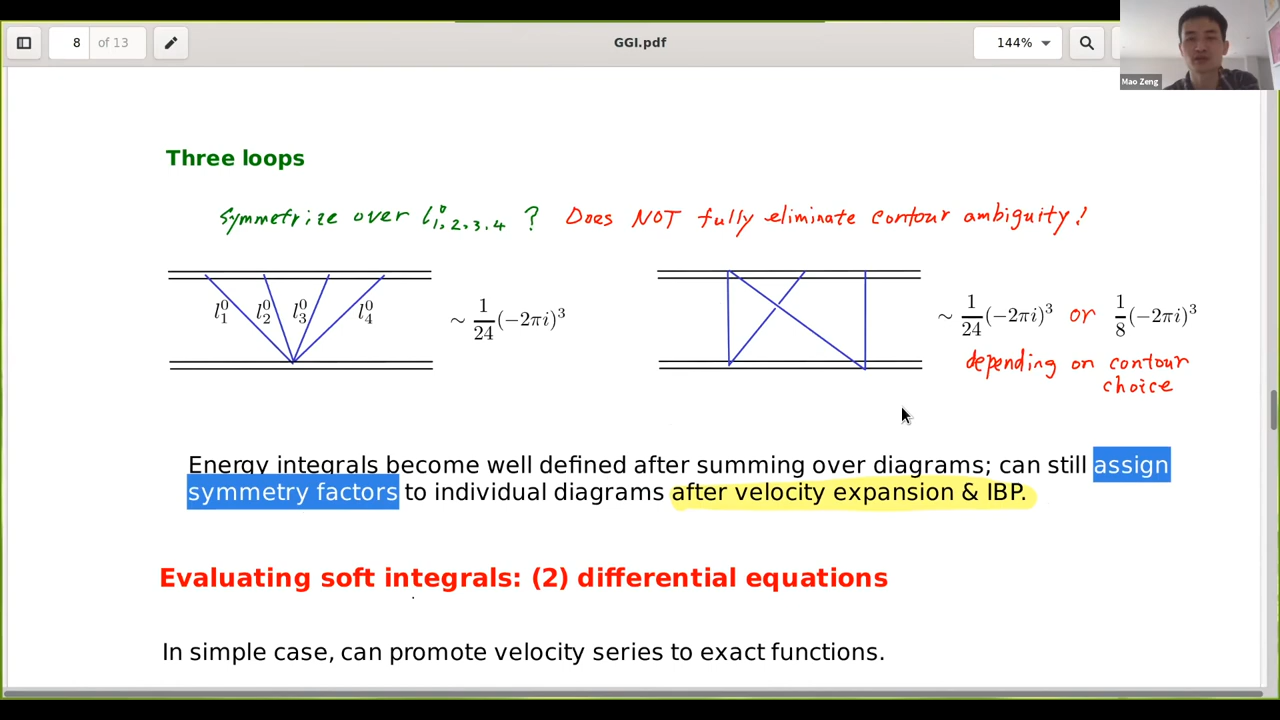 8 of 13
GGI.pdf
144%
Mao Zeng
Three loops
Symmetrize over l⁰₁,₂,₃,₄ ? Does NOT fully eliminate contour ambiguity!
l⁰₁ l⁰₂ l⁰₃ l⁰₄
∼ 1/24 (−2πi)³
∼ 1/24 (−2πi)³ or 1/8 (−2πi)³
depending on contour
choice
Energy integrals become well defined after summing over diagrams; can still assign
symmetry factors to individual diagrams after velocity expansion & IBP.
Evaluating soft integrals: (2) differential equations
In simple case, can promote velocity series to exact functions.